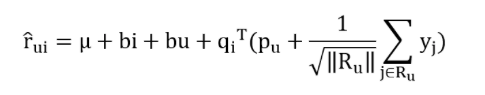 r̂ᵤᵢ = μ + bi + bu + qᵢᵀ(pᵤ + 1/√‖Rᵤ‖ ∑_{j∈Rᵤ} yⱼ)